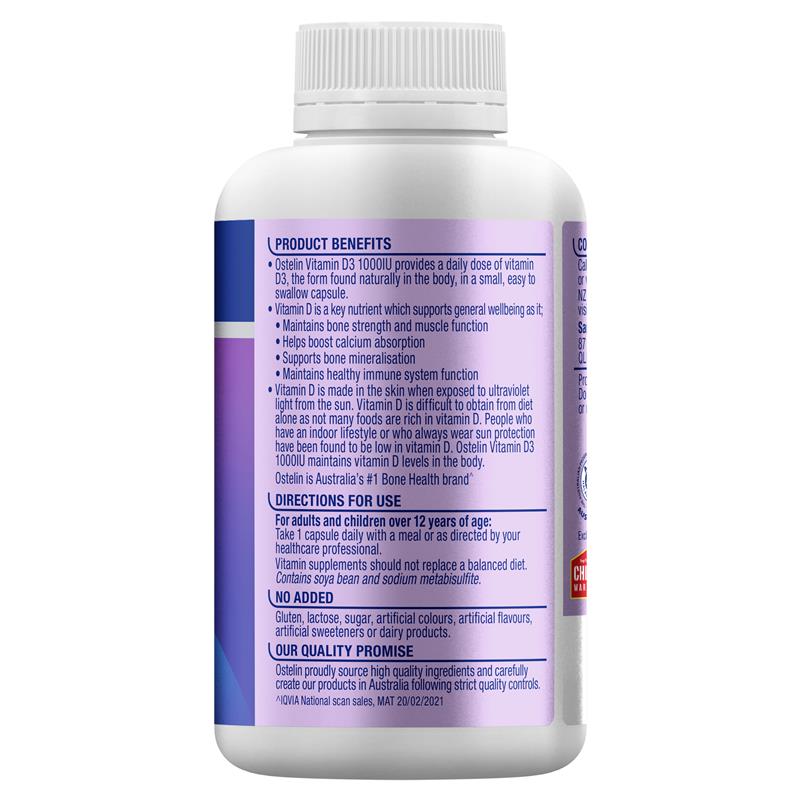 PRODUCT BENEFITS
• Ostelin Vitamin D3 1000IU provides a daily dose of vitamin
D3, the form found naturally in the body, in a small, easy to
swallow capsule.
• Vitamin D is a key nutrient which supports general wellbeing as it;
• Maintains bone strength and muscle function
• Helps boost calcium absorption
• Supports bone mineralisation
• Maintains healthy immune system function
• Vitamin D is made in the skin when exposed to ultraviolet
light from the sun. Vitamin D is difficult to obtain from diet
alone as not many foods are rich in vitamin D. People who
have an indoor lifestyle or who always wear sun protection
have been found to be low in vitamin D. Ostelin Vitamin D3
1000IU maintains vitamin D levels in the body.
Ostelin is Australia's #1 Bone Health brand^
DIRECTIONS FOR USE
For adults and children over 12 years of age:
Take 1 capsule daily with a meal or as directed by your
healthcare professional.
Vitamin supplements should not replace a balanced diet.
Contains soya bean and sodium metabisulfite.
NO ADDED
Gluten, lactose, sugar, artificial colours, artificial flavours,
artificial sweeteners or dairy products.
OUR QUALITY PROMISE
Ostelin proudly source high quality ingredients and carefully
create our products in Australia following strict quality controls.
^IQVIA National scan sales, MAT 20/02/2021